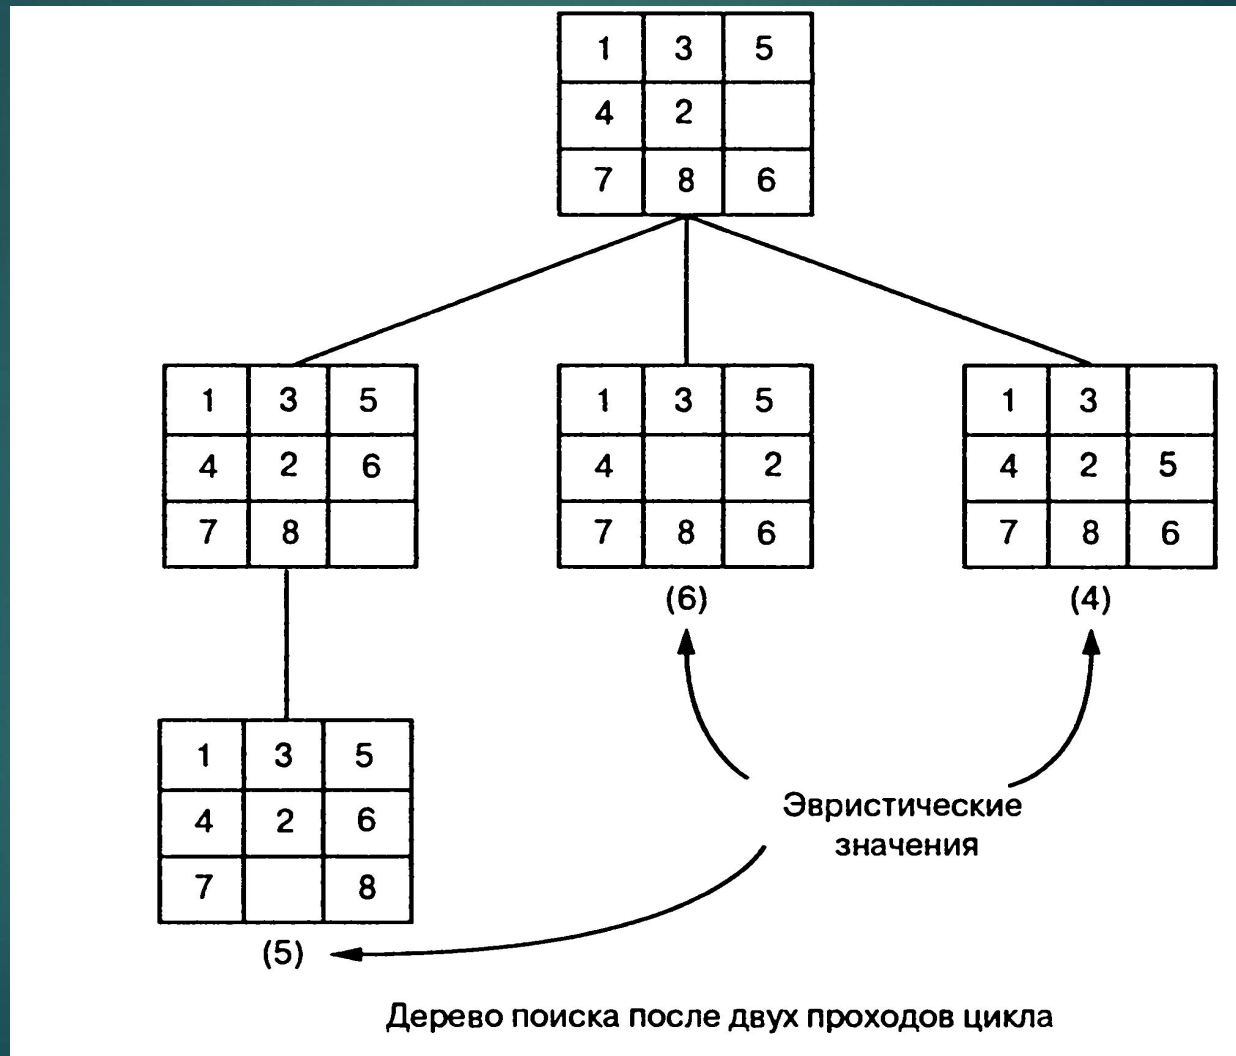 1 3 5
4 2
7 8 6
1 3 5
4 2 6
7 8
1 3 5
4 2
7 8 6
(6)
1 3
4 2 5
7 8 6
(4)
1 3 5
4 2 6
7 8
(5)
Эвристические
значения
Дерево поиска после двух проходов цикла